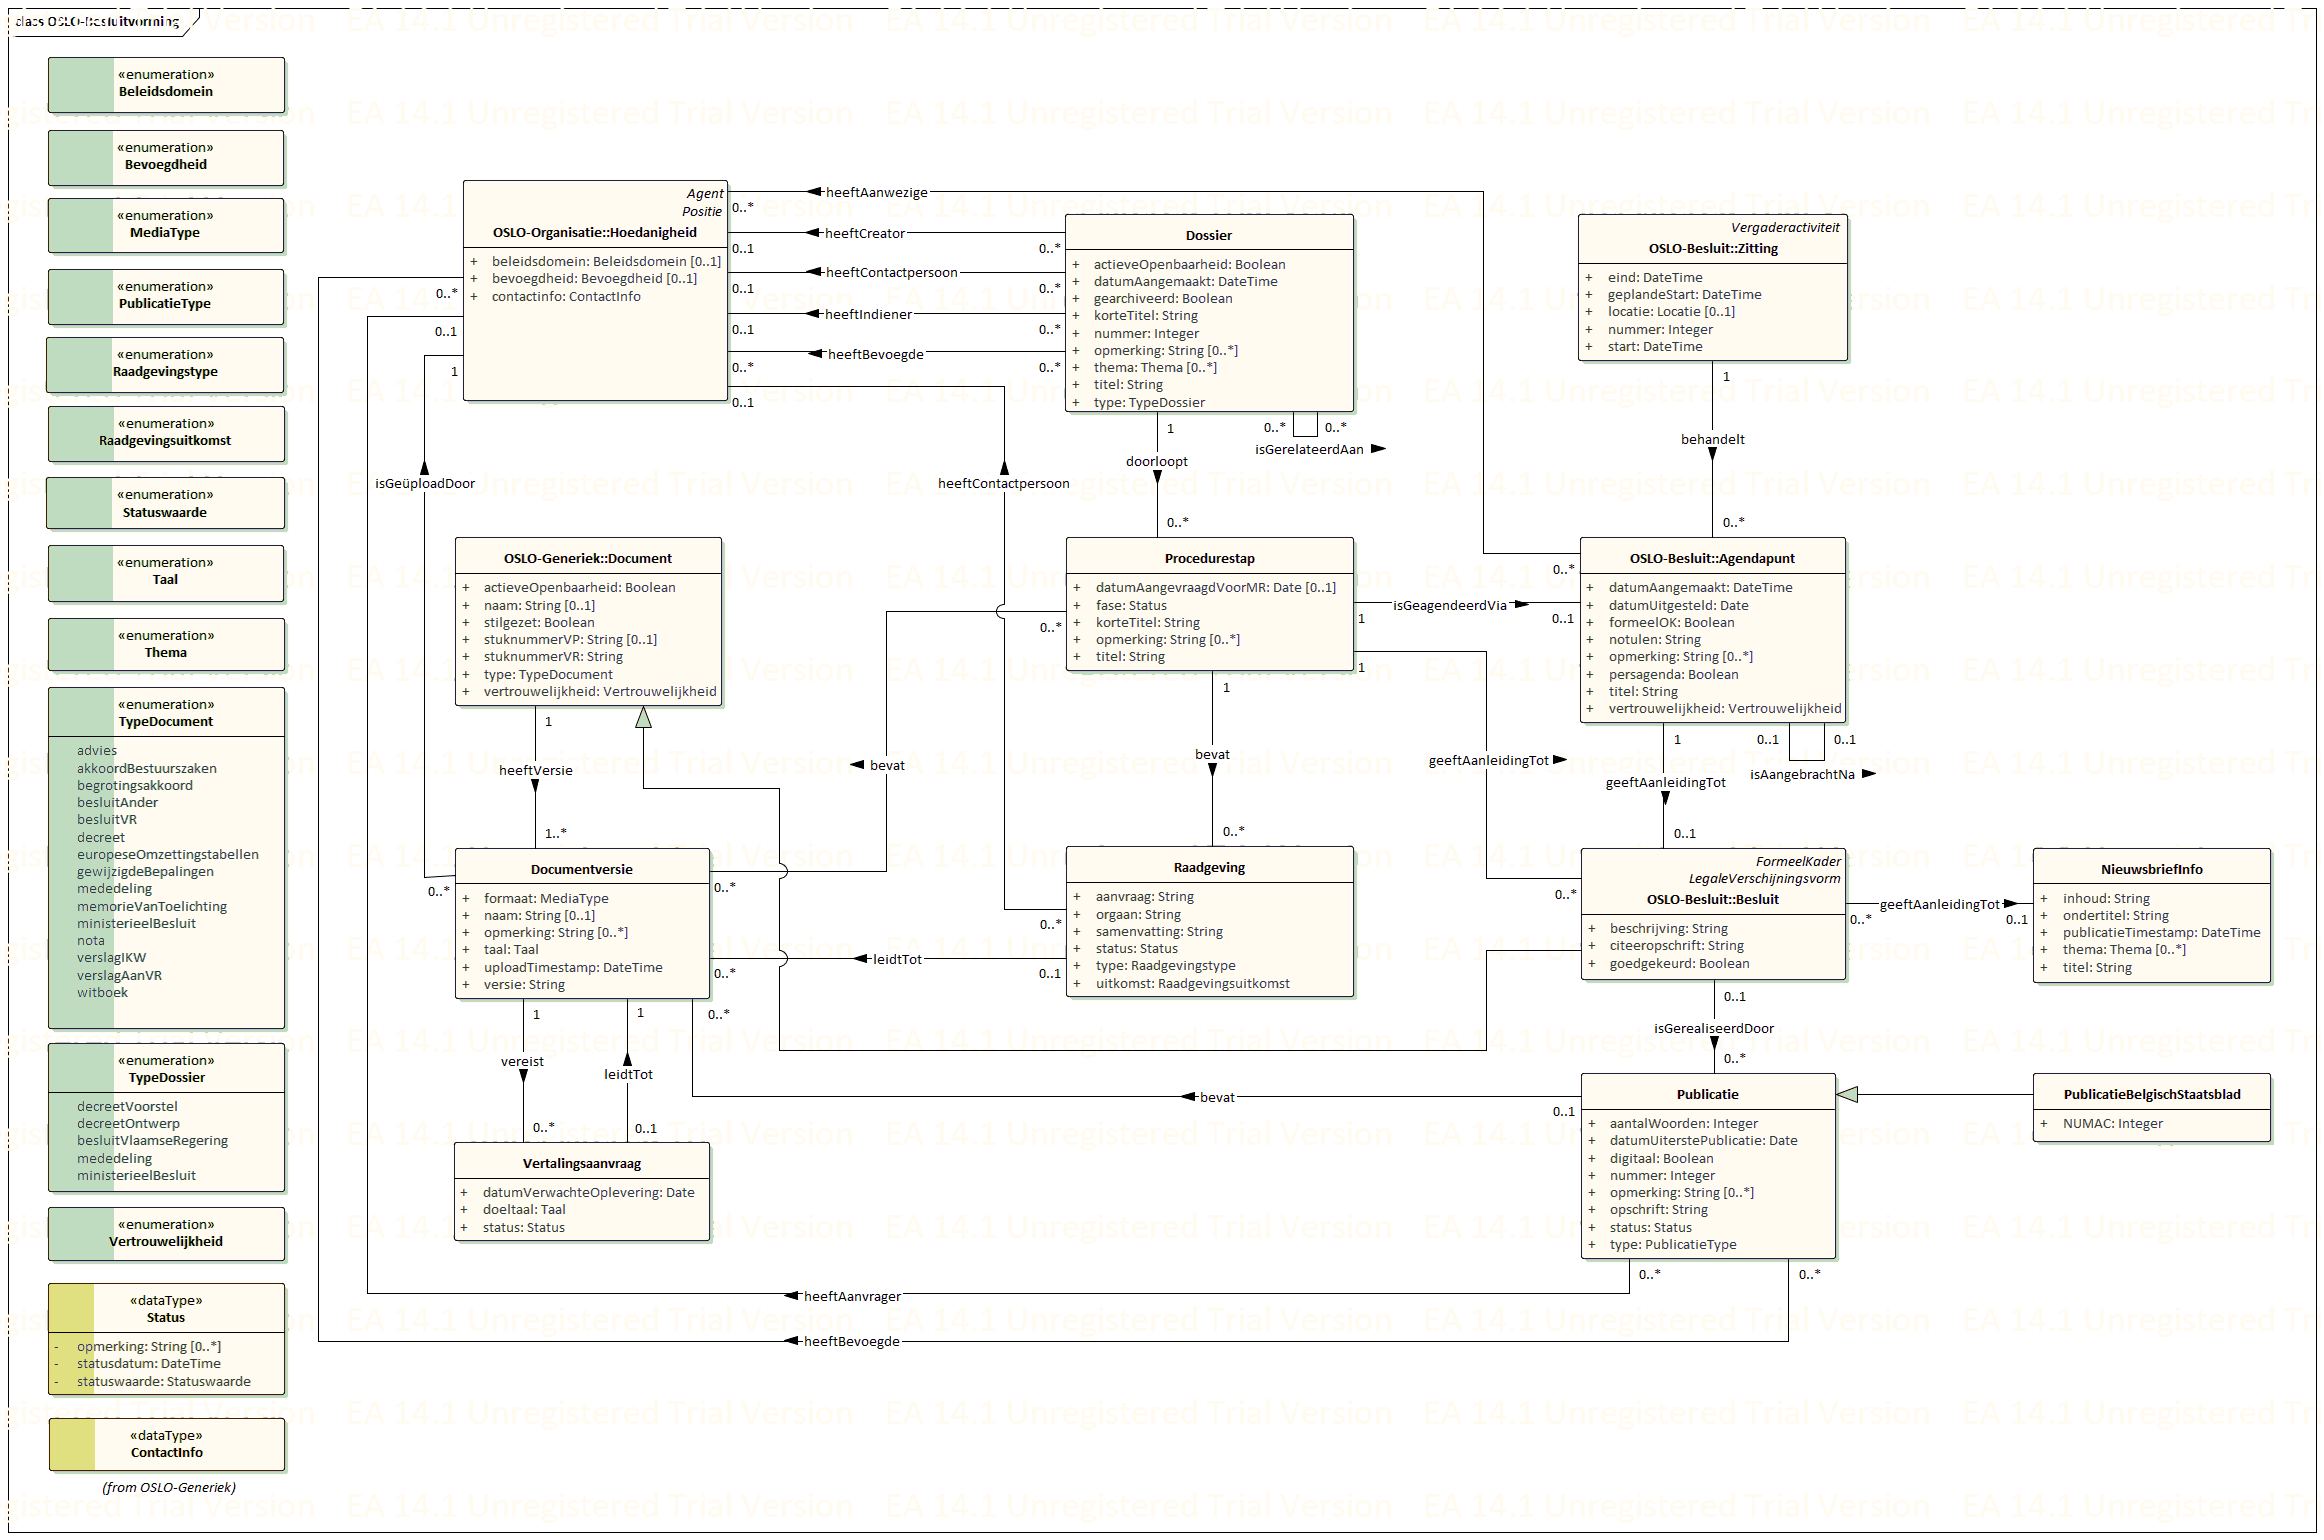 class OSLO-Besluitvorming
«enumeration»
Beleidsdomein
«enumeration»
Bevoegdheid
«enumeration»
MediaType
«enumeration»
PublicatieType
«enumeration»
Raadgevingstype
«enumeration»
Raadgevingsuitkomst
«enumeration»
Statuswaarde
«enumeration»
Taal
«enumeration»
Thema
«enumeration»
TypeDocument
advies
akkoordBestuurszaken
begrotingsakkoord
besluitAnder
besluitVR
decreet
europeseOmzettingstabellen
gewijzigdeBepalingen
mededeling
memorieVanToelichting
ministerieelBesluit
nota
verslagIKW
verslagAanVR
witboek
«enumeration»
TypeDossier
decreetVoorstel
decreetOntwerp
besluitVlaamseRegering
mededeling
ministerieelBesluit
«enumeration»
Vertrouwelijkheid
«dataType»
Status
- opmerking: String [0..*]
- statusdatum: DateTime
- statuswaarde: Statuswaarde
«dataType»
ContactInfo
(from OSLO-Generiek)
Agent
Positie
OSLO-Organisatie::Hoedanigheid
+ beleidsdomein: Beleidsdomein [0..1]
+ bevoegdheid: Bevoegdheid [0..1]
+ contactinfo: ContactInfo
0..*
0..1
1
0..*
0..1
0..1
0..1
0..*
0..1
heeftAanwezige
heeftCreator
heeftContactpersoon
heeftIndiener
heeftBevoegde
0..*
0..*
0..*
0..*
Dossier
+ actieveOpenbaarheid: Boolean
+ datumAangemaakt: DateTime
+ gearchiveerd: Boolean
+ korteTitel: String
+ nummer: Integer
+ opmerking: String [0..*]
+ thema: Thema [0..*]
+ titel: String
+ type: TypeDossier
1
0..*
0..*
isGerelateerdAan
doorloopt
0..*
Vergaderactiviteit
OSLO-Besluit::Zitting
+ eind: DateTime
+ geplandeStart: DateTime
+ locatie: Locatie [0..1]
+ nummer: Integer
+ start: DateTime
1
behandelt
0..*
isGeüploadDoor
heeftContactpersoon
OSLO-Generiek::Document
+ actieveOpenbaarheid: Boolean
+ naam: String [0..1]
+ stilgezet: Boolean
+ stuknummerVP: String [0..1]
+ stuknummerVR: String
+ type: TypeDocument
+ vertrouwelijkheid: Vertrouwelijkheid
1
heeftVersie
1..*
Procedurestap
+ datumAangevraagdVoorMR: Date [0..1]
+ fase: Status
+ korteTitel: String
+ opmerking: String [0..*]
+ titel: String
0..*
1
isGeagendeerdVia
0..1
0..*
1
1
bevat
bevat
0..*
geeftAanleidingTot
0..*
OSLO-Besluit::Agendapunt
+ datumAangemaakt: DateTime
+ datumUitgesteld: Date
+ formeelOK: Boolean
+ notulen: String
+ opmerking: String [0..*]
+ persagenda: Boolean
+ titel: String
+ vertrouwelijkheid: Vertrouwelijkheid
1
0..1
0..1
isAangebrachtNa
geeftAanleidingTot
0..1
Documentversie
+ formaat: MediaType
+ naam: String [0..1]
+ opmerking: String [0..*]
+ taal: Taal
+ uploadTimestamp: DateTime
+ versie: String
0..*
0..*
0..*
0..*
1
1
leidtTot
Raadgeving
+ aanvraag: String
+ orgaan: String
+ samenvatting: String
+ status: Status
+ type: Raadgevingstype
+ uitkomst: Raadgevingsuitkomst
0..*
0..1
FormeelKader
LegaleVerschijningsvorm
OSLO-Besluit::Besluit
+ beschrijving: String
+ citeeropschrift: String
+ goedgekeurd: Boolean
0..*
geeftAanleidingTot
0..1
NieuwsbriefInfo
+ inhoud: String
+ ondertitel: String
+ publicatieTimestamp: DateTime
+ thema: Thema [0..*]
+ titel: String
0..1
isGerealiseerdDoor
0..*
vereist
leidtTot
0..*
0..1
Vertalingsaanvraag
+ datumVerwachteOplevering: Date
+ doeltaal: Taal
+ status: Status
bevat
0..1
Publicatie
+ aantalWoorden: Integer
+ datumUiterstePublicatie: Date
+ digitaal: Boolean
+ nummer: Integer
+ opmerking: String [0..*]
+ opschrift: String
+ status: Status
+ type: PublicatieType
0..*
0..*
PublicatieBelgischStaatsblad
+ NUMAC: Integer
heeftAanvrager
heeftBevoegde
EA 14.1 Unregistered Trial Version